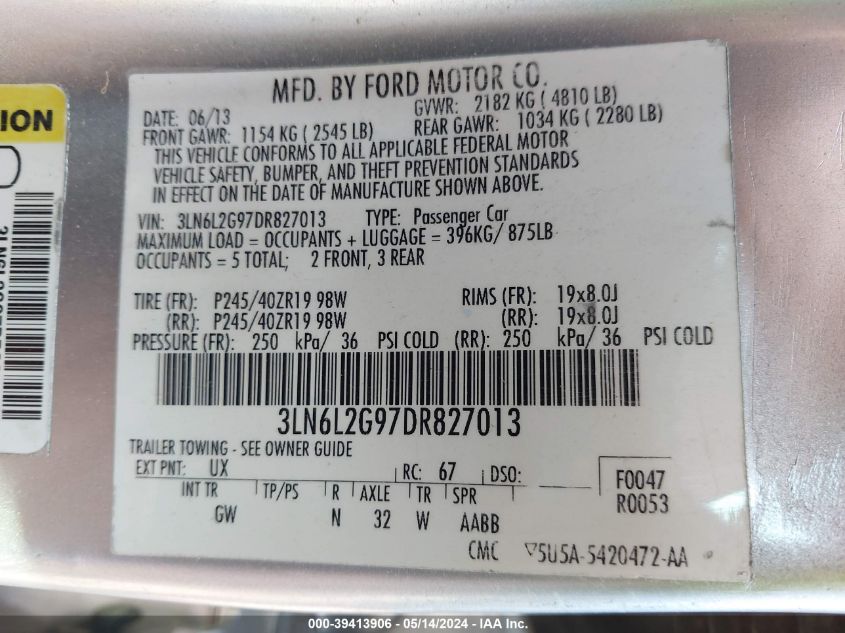 MFD. BY FORD MOTOR CO.
DATE: 06/13 GVWR: 2182 KG ( 4810 LB)
FRONT GAWR: 1154 KG ( 2545 LB) REAR GAWR: 1034 KG ( 2280 LB)
THIS VEHICLE CONFORMS TO ALL APPLICABLE FEDERAL MOTOR
VEHICLE SAFETY, BUMPER, AND THEFT PREVENTION STANDARDS
IN EFFECT ON THE DATE OF MANUFACTURE SHOWN ABOVE.
VIN: 3LN6L2G97DR827013 TYPE: Passenger Car
MAXIMUM LOAD = OCCUPANTS + LUGGAGE = 396KG/ 875LB
OCCUPANTS = 5 TOTAL; 2 FRONT, 3 REAR
TIRE (FR): P245/40ZR19 98W RIMS (FR): 19x8.0J
(RR): P245/40ZR19 98W (RR): 19x8.0J
PRESSURE (FR): 250 kPa/ 36 PSI COLD (RR): 250 kPa/ 36 PSI COLD
3LN6L2G97DR827013
TRAILER TOWING - SEE OWNER GUIDE
EXT PNT: UX RC: 67 DSO: F0047
R0053
INT TR TP/PS R AXLE TR SPR
GW N 32 W AABB
CMC 5U5A-5420472-AA
ION
000-39413906 - 05/14/2024 - IAA Inc.